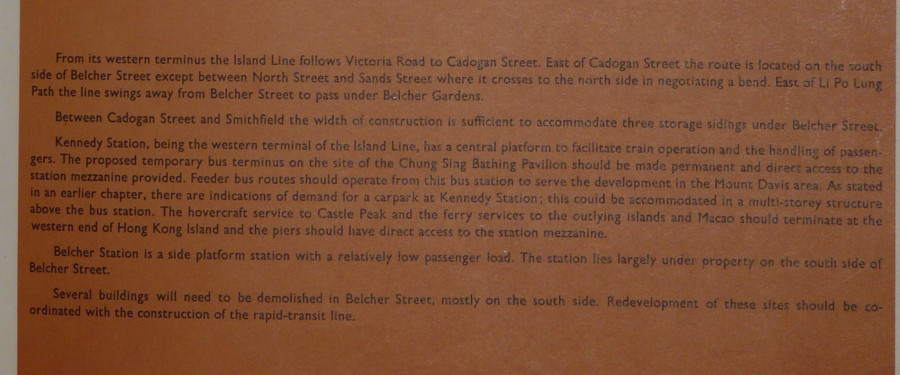 From its western terminus the Island Line follows Victoria Road to Cadogan Street. East of Cadogan Street the route is located on the south
side of Belcher Street except between North Street and Sands Street where it crosses to the north side in negotiating a bend. East of Li Po Lung
Path the line swings away from Belcher Street to pass under Belcher Gardens.
Between Cadogan Street and Smithfield the width of construction is sufficient to accommodate three storage sidings under Belcher Street.
Kennedy Station, being the western terminal of the Island Line, has a central platform to facilitate train operation and the handling of passen-
gers. The proposed temporary bus terminus on the site of the Chung Sing Bathing Pavilion should be made permanent and direct access to the
station mezzanine provided. Feeder bus routes should operate from this bus station to serve the development in the Mount Davis area. As stated
in an earlier chapter, there are indications of demand for a carpark at Kennedy Station; this could be accommodated in a multi-storey structure
above the bus station. The hovercraft service to Castle Peak and the ferry services to the outlying islands and Macao should terminate at the
western end of Hong Kong Island and the piers should have direct access to the station mezzanine.
Belcher Station is a side platform station with a relatively low passenger load. The station lies largely under property on the south side of
Belcher Street.
Several buildings will need to be demolished in Belcher Street, mostly on the south side. Redevelopment of these sites should be co-
ordinated with the construction of the rapid-transit line.